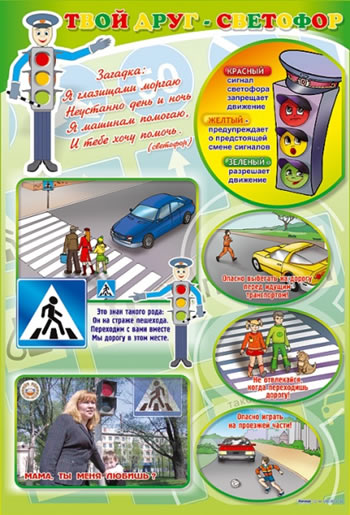 ТВОЙ ДРУГ - СВЕТОФОР
Загадка:
Я глазищами моргаю
Неустанно день и ночь
Я машинам помогаю,
И тебе хочу помочь.
(светофор)
КРАСНЫЙ
сигнал
светофора
запрещает
движение
ЖЕЛТЫЙ -
предупреждает
о предстоящей
смене сигналов
ЗЕЛЕНЫЙ -
разрешает
движение
Опасно выбегать на дорогу
перед идущим
транспортом!
Это знак такого рода:
Он на страже пешехода.
Переходим с вами вместе
Мы дорогу в этом месте.
Не отвлекайся,
когда переходишь
дорогу!
Опасно играть
на проезжей части!
МАМА, ТЫ МЕНЯ ЛЮБИШЬ?